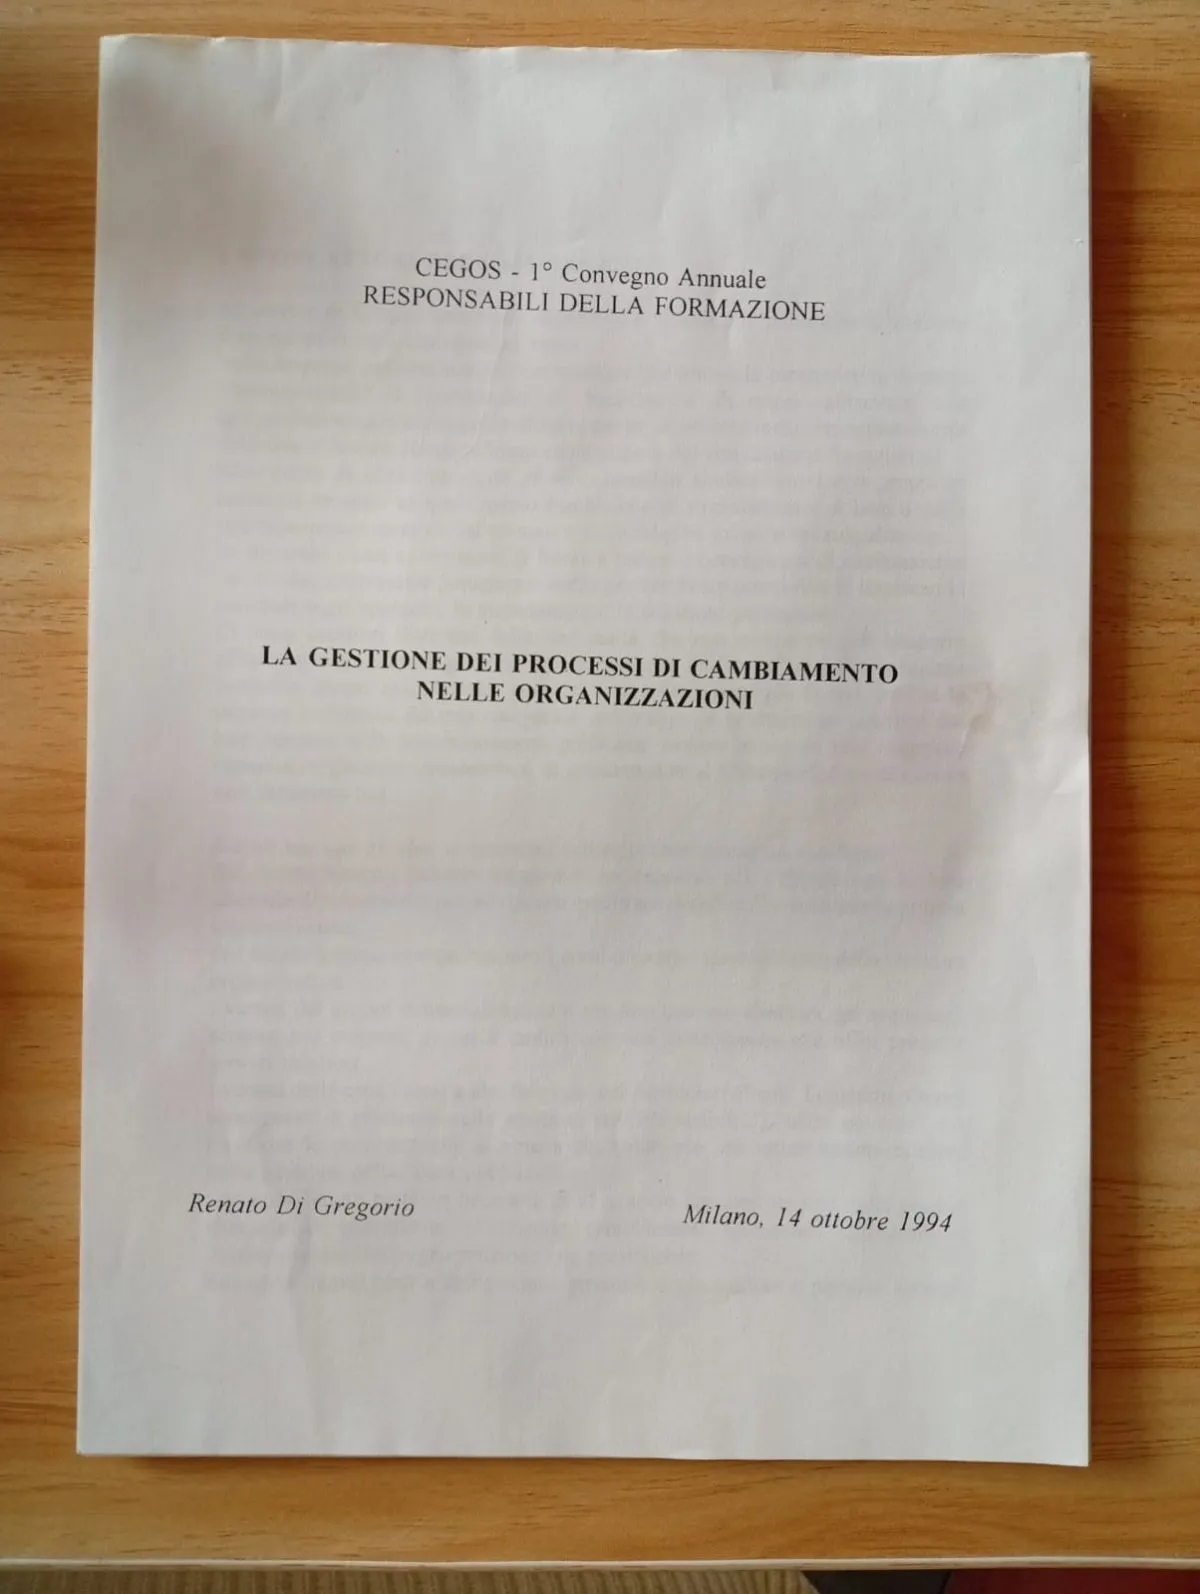 CEGOS - 1° Convegno Annuale
RESPONSABILI DELLA FORMAZIONE
LA GESTIONE DEI PROCESSI DI CAMBIAMENTO
NELLE ORGANIZZAZIONI
Renato Di Gregorio
Milano, 14 ottobre 1994